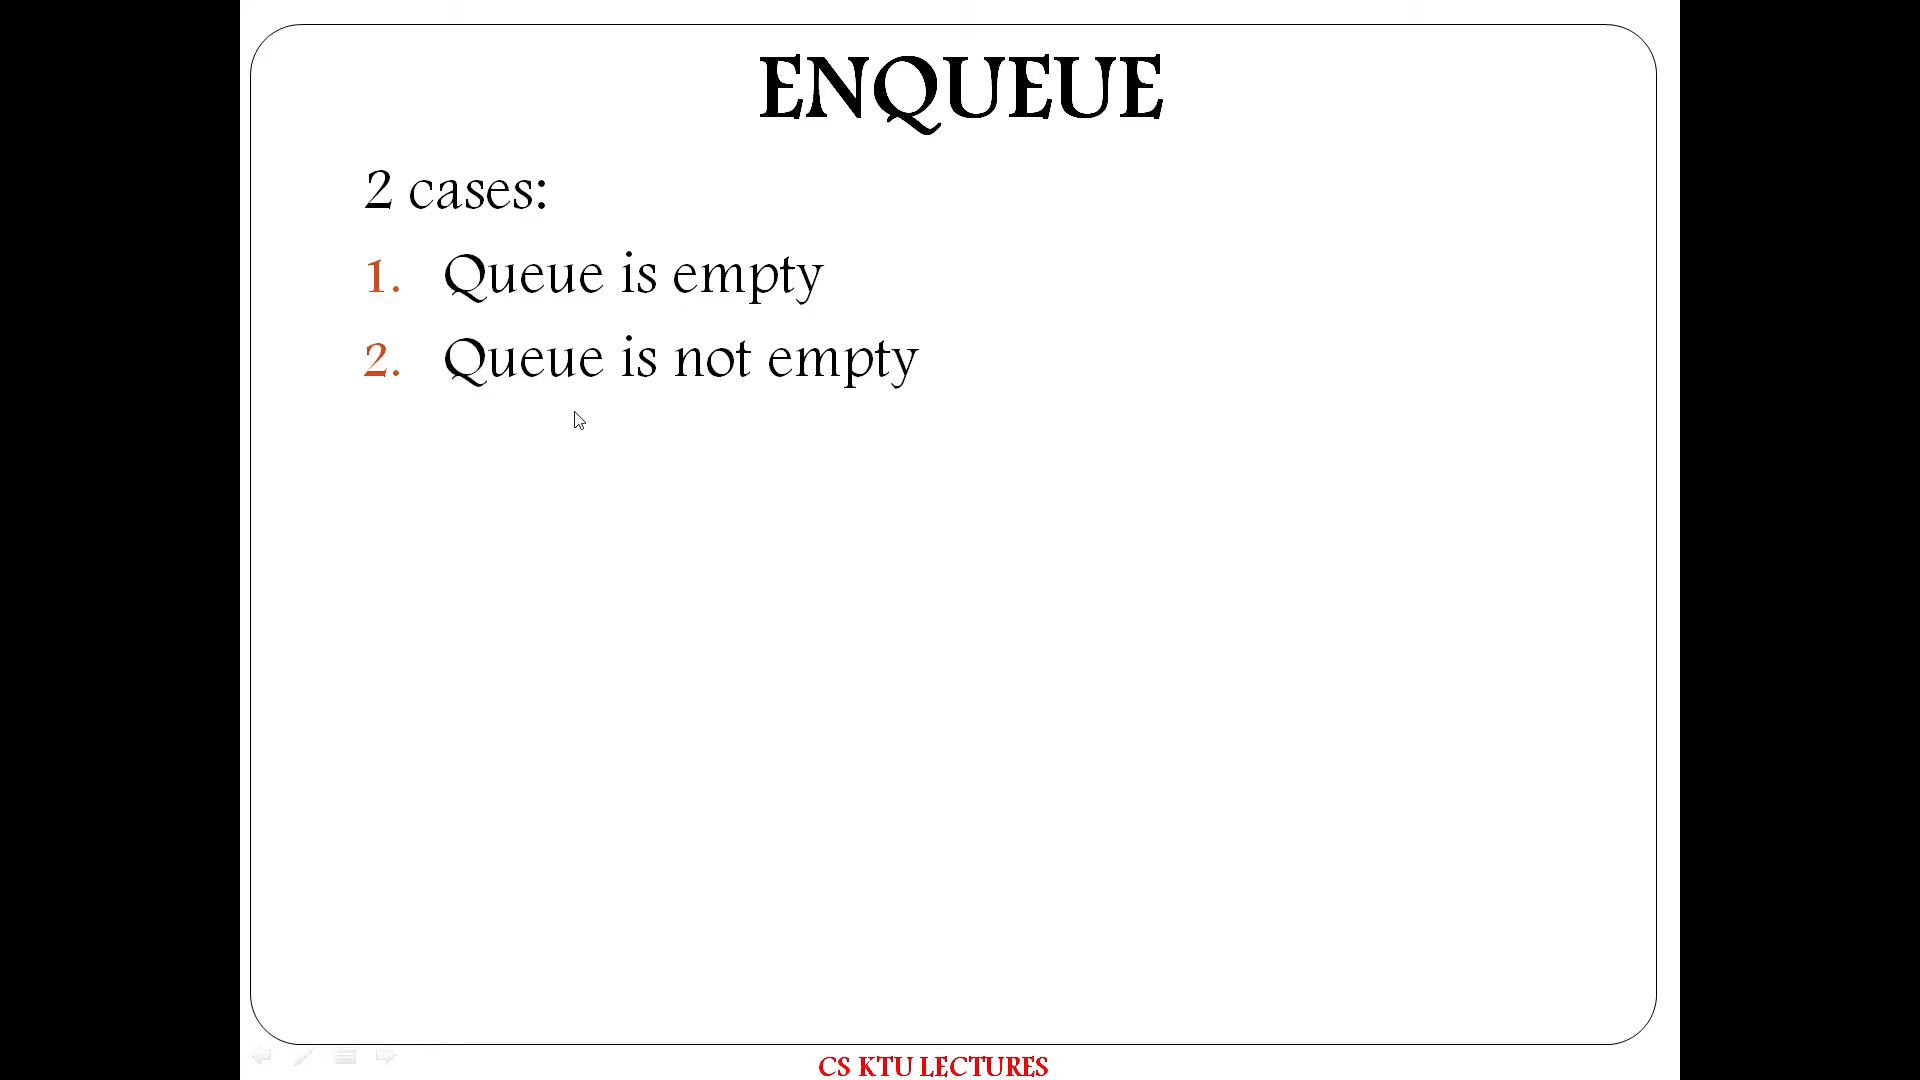 ENQUEUE
2 cases:
1. Queue is empty
2. Queue is not empty
CS KTU LECTURES